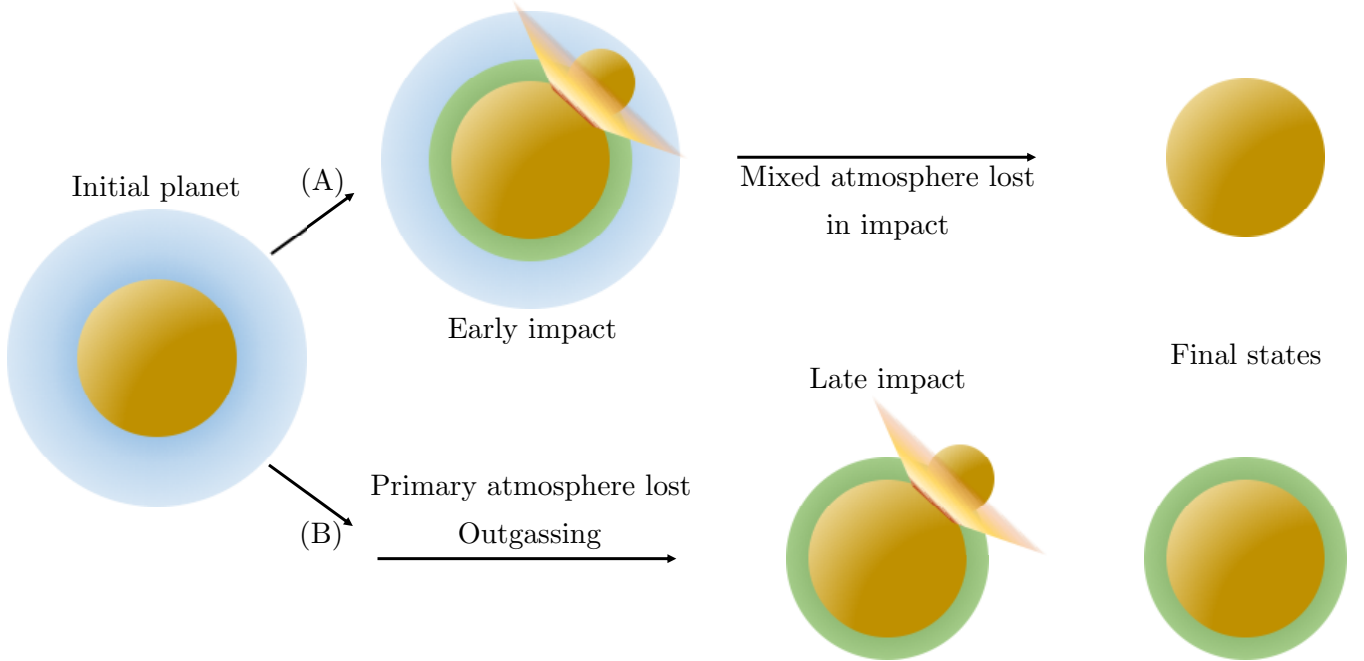 Initial planet
(A)
Early impact
Mixed atmosphere lost
in impact
Final states
Late impact
(B)
Primary atmosphere lost
Outgassing